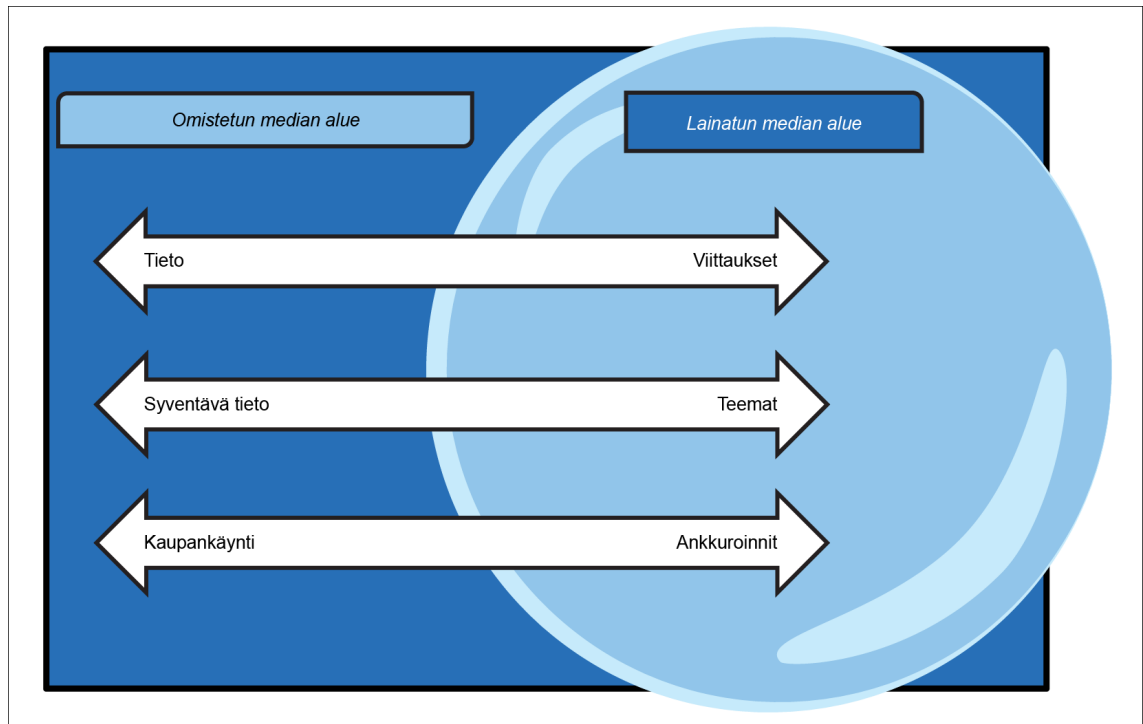 Omistetun median alue
Lainatun median alue
Tieto
Viittaukset
Syventävä tieto
Teemat
Kaupankäynti
Ankkuroinnit